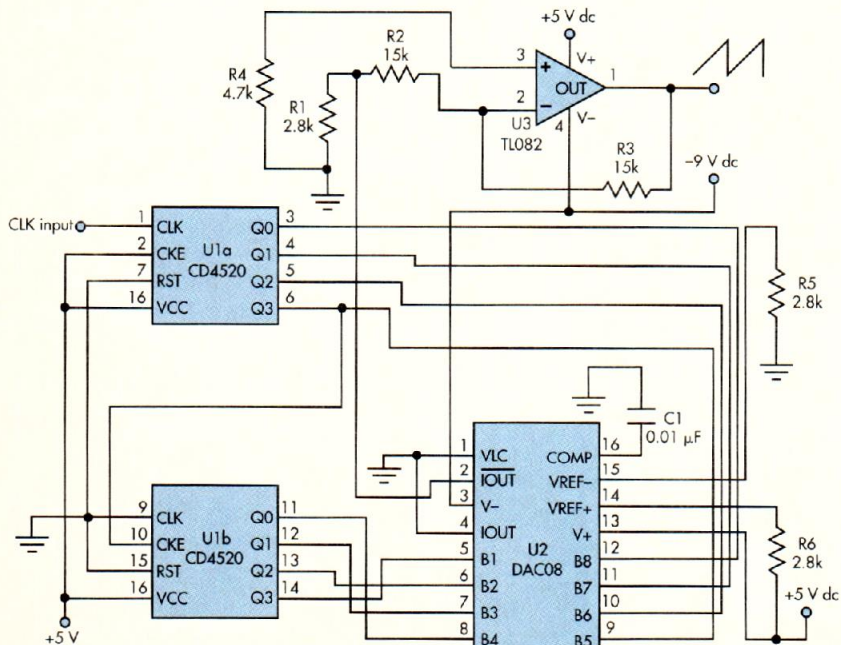 +5 V dc
R2
15k
R4
4.7k
R1
2.8k
3
+
V+
1
OUT
2
−
V−
4
U3
TL082
R3
15k
−9 V dc
CLK input
1
CLK
Q0
3
2
CKE
Q1
4
7
RST
Q2
5
16
VCC
Q3
6
U1a
CD4520
R5
2.8k
C1
0.01 µF
1
VLC
COMP
16
2
IOUT
VREF−
15
3
V−
VREF+
14
4
IOUT
V+
13
5
B1
B8
12
6
B2
B7
11
7
B3
B6
10
8
B4
B5
9
U2
DAC08
9
CLK
Q0
11
10
CKE
Q1
12
15
RST
Q2
13
16
VCC
Q3
14
U1b
CD4520
R6
2.8k
+5 V dc
+5 V